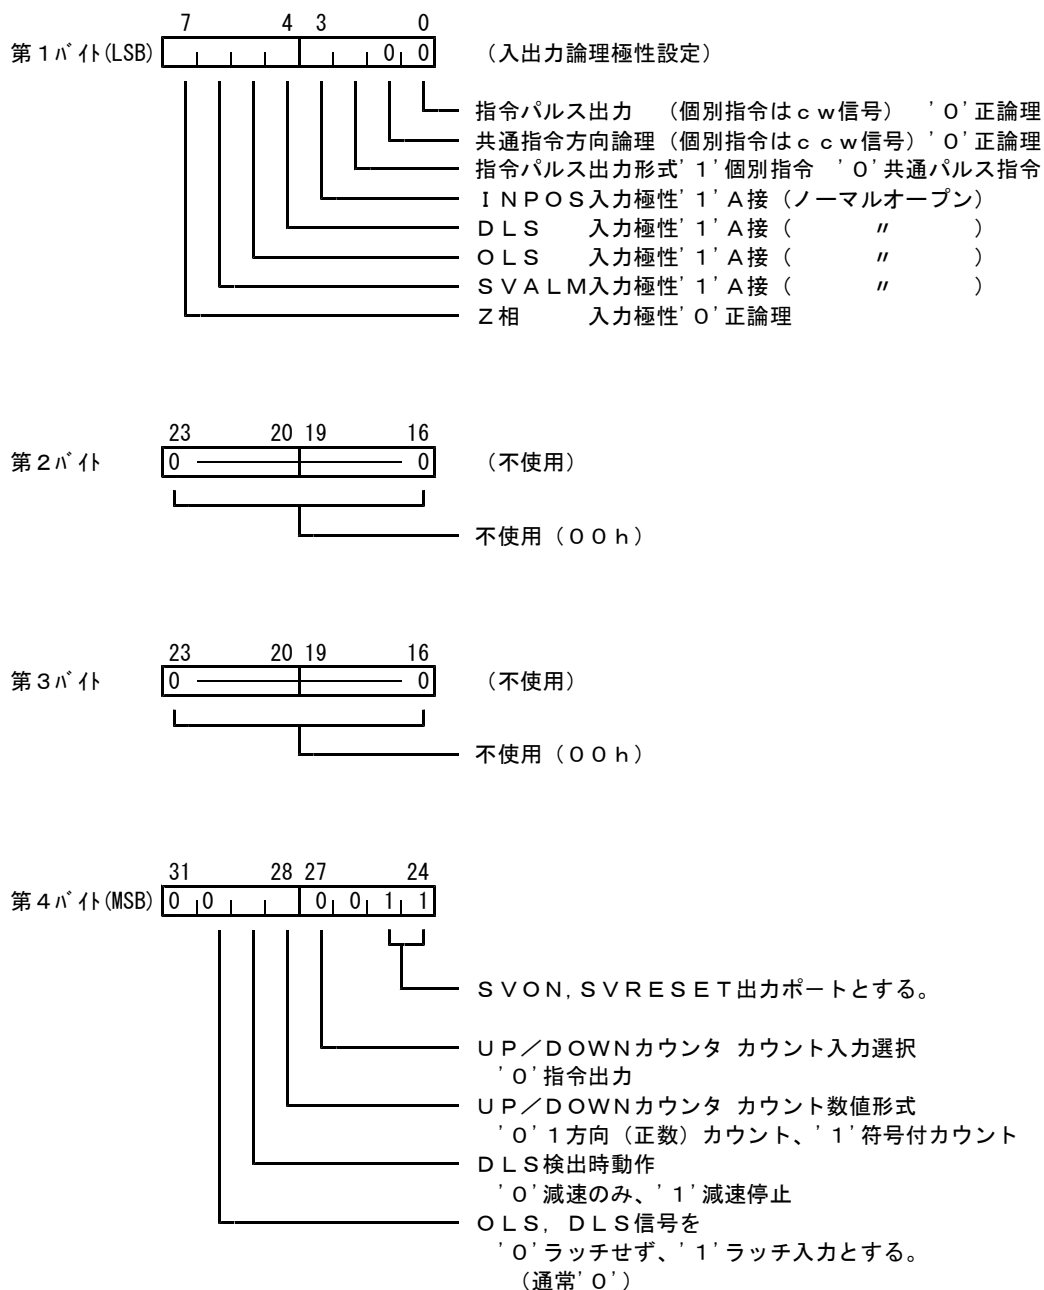 7 4 3 0
第1バイト(LSB) 0 0 （入出力論理極性設定）
指令パルス出力 （個別指令はｃｗ信号） '0'正論理
共通指令方向論理（個別指令はｃｃｗ信号）'0'正論理
指令パルス出力形式'1'個別指令 '0'共通パルス指令
ＩＮＰＯＳ入力極性'1'Ａ接（ノーマルオープン）
ＤＬＳ 入力極性'1'Ａ接（ 〃 ）
ＯＬＳ 入力極性'1'Ａ接（ 〃 ）
ＳＶＡＬＭ入力極性'1'Ａ接（ 〃 ）
Ｚ相 入力極性'0'正論理
23 20 19 16
第2バイト 0 0 （不使用）
不使用（００ｈ）
23 20 19 16
第3バイト 0 0 （不使用）
不使用（００ｈ）
31 28 27 24
第4バイト(MSB) 0 0 0 0 1 1
ＳＶＯＮ,ＳＶＲＥＳＥＴ出力ポートとする。
ＵＰ／ＤＯＷＮカウンタ カウント入力選択
'0'指令出力
ＵＰ／ＤＯＷＮカウンタ カウント数値形式
'0'１方向（正数）カウント、'1'符号付カウント
ＤＬＳ検出時動作
'0'減速のみ、'1'減速停止
ＯＬＳ, ＤＬＳ信号を
'0'ラッチせず、'1'ラッチ入力とする。
（通常'0'）